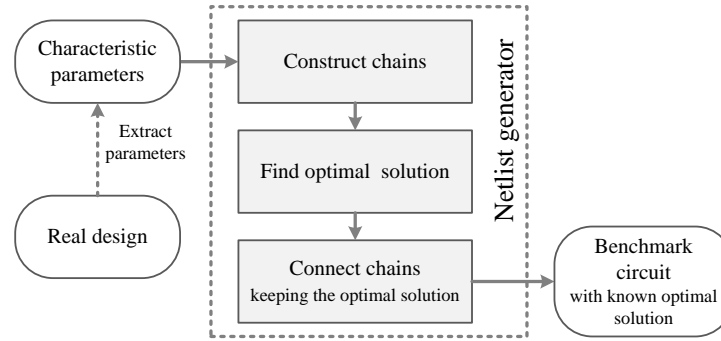 Characteristic
parameters
Extract
parameters
Real design
Construct chains
Find optimal solution
Connect chains
keeping the optimal solution
Netlist generator
Benchmark
circuit
with known optimal
solution